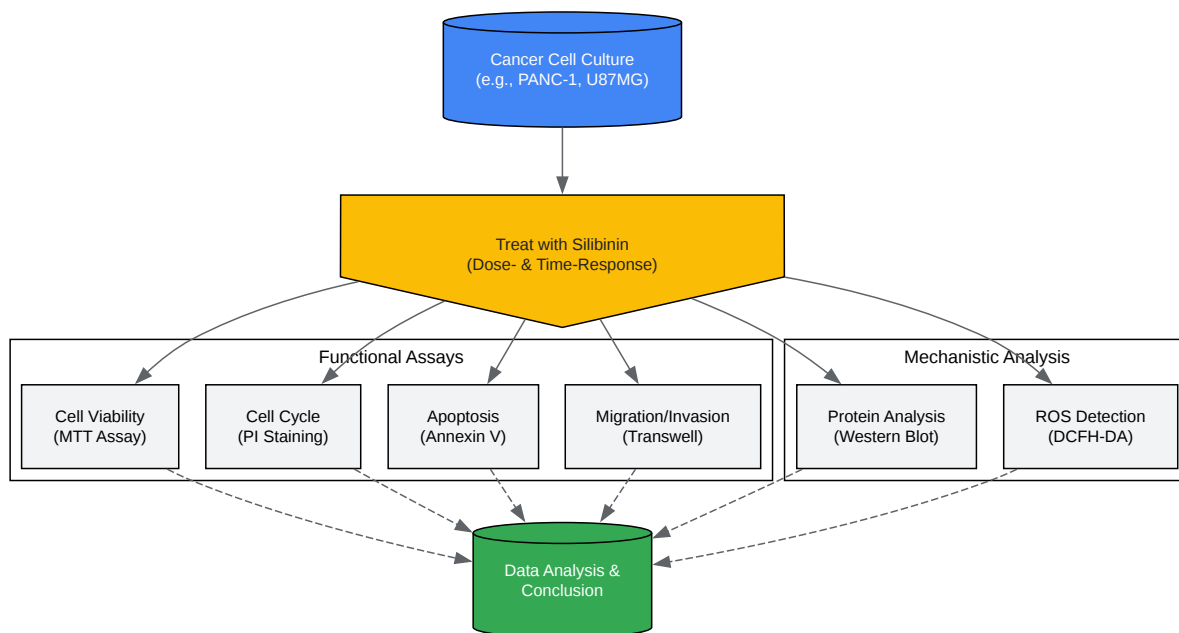 Cancer Cell Culture
(e.g., PANC-1, U87MG)
Treat with Silibinin
(Dose- & Time-Response)
Functional Assays
Mechanistic Analysis
Cell Viability
(MTT Assay)
Cell Cycle
(PI Staining)
Apoptosis
(Annexin V)
Migration/Invasion
(Transwell)
Protein Analysis
(Western Blot)
ROS Detection
(DCFH-DA)
Data Analysis &
Conclusion